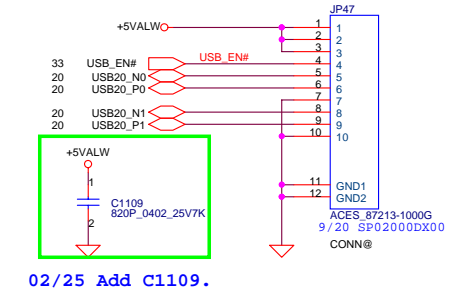 JP47
+5VALW
1 1
2 2
3 3
33 USB_EN# USB_EN# 4 4
20 USB20_N0 5 5
20 USB20_P0 6 6
7 7
20 USB20_N1 8 8
20 USB20_P1 9 9
10 10
+5VALW
1
C1109
820P_0402_25V7K
2
11 GND1
12 GND2
ACES_87213-1000G
9/20 SP02000DX00
CONN@
02/25 Add C1109.